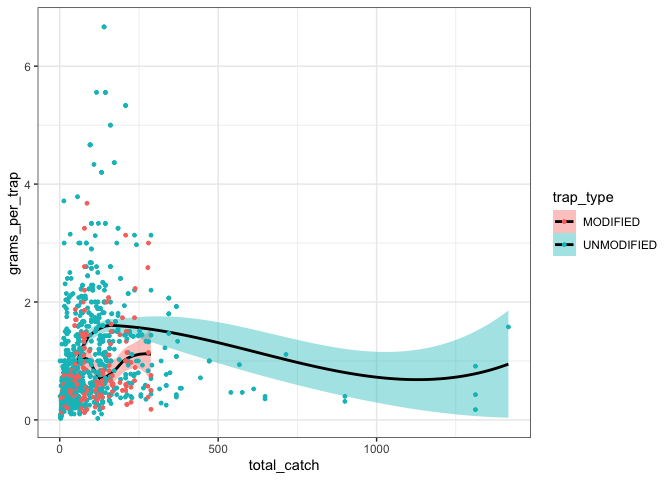 6
4
2
0
grams_per_trap
0
500
1000
total_catch
trap_type
MODIFIED
UNMODIFIED